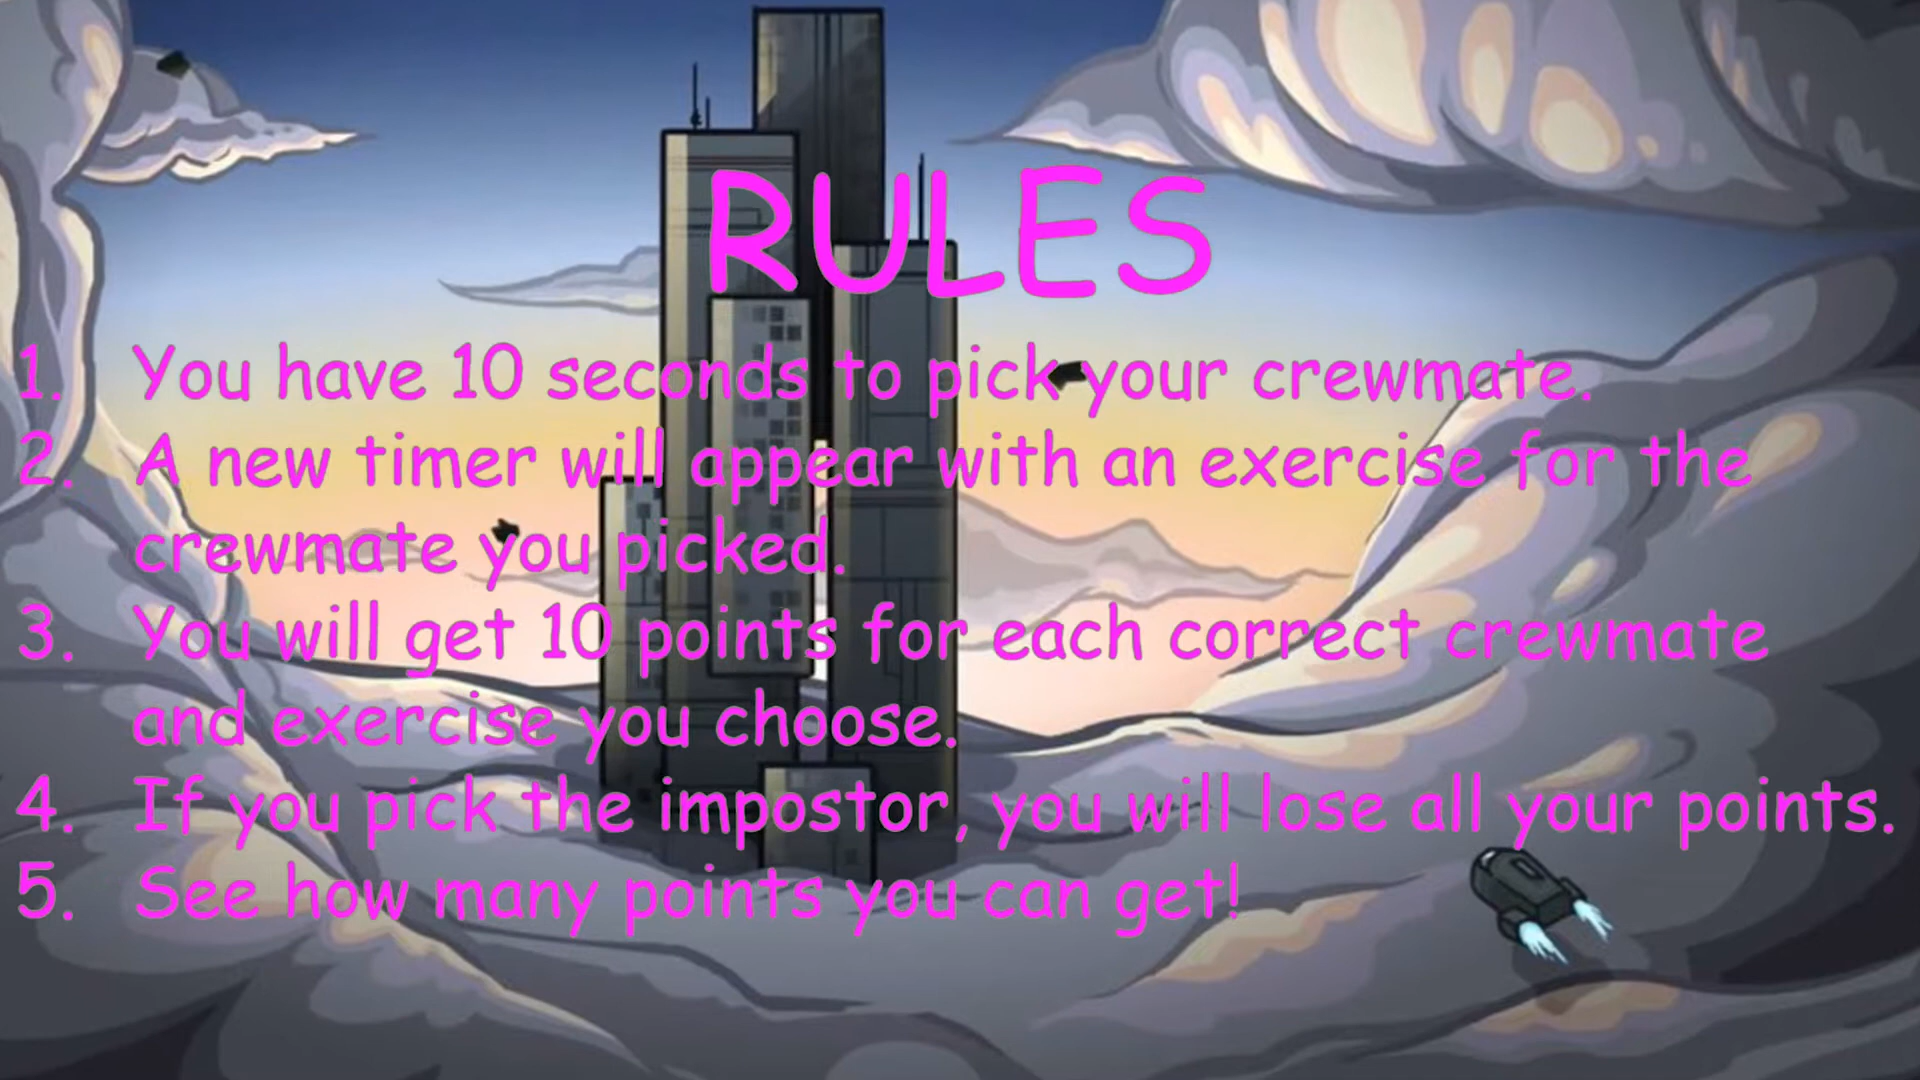 RULES
1. You have 10 seconds to pick your crewmate.
2. A new timer will appear with an exercise for the
crewmate you picked.
3. You will get 10 points for each correct crewmate
and exercise you choose.
4. If you pick the impostor, you will lose all your points.
5. See how many points you can get!